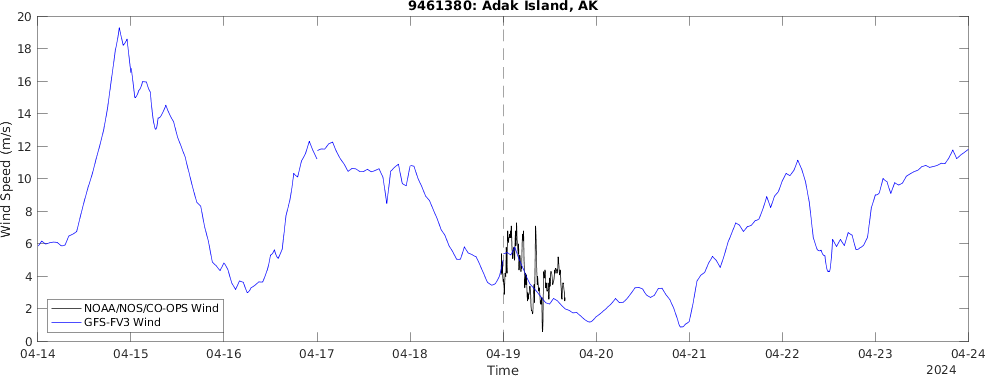 9461380: Adak Island, AK
Wind Speed (m/s)
20
18
16
14
12
10
8
6
4
2
0
NOAA/NOS/CO-OPS Wind
GFS-FV3 Wind
04-14 04-15 04-16 04-17 04-18 04-19 04-20 04-21 04-22 04-23 04-24
Time
2024